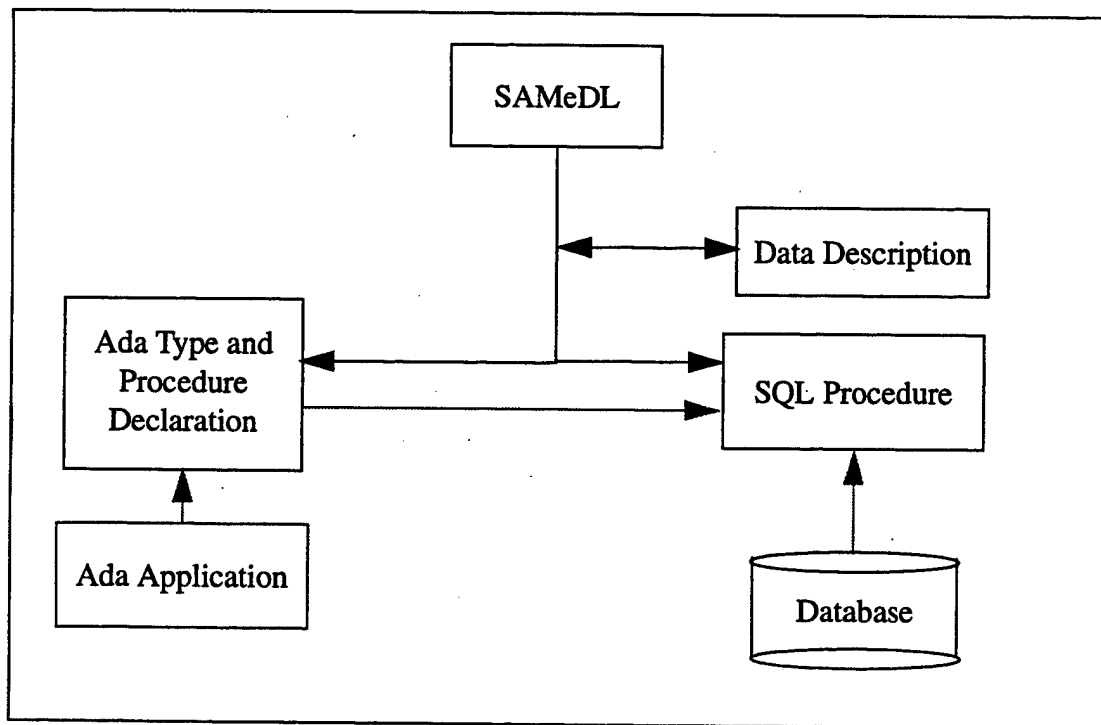 SAMeDL
Data Description
Ada Type and
Procedure
Declaration
SQL Procedure
Ada Application
Database